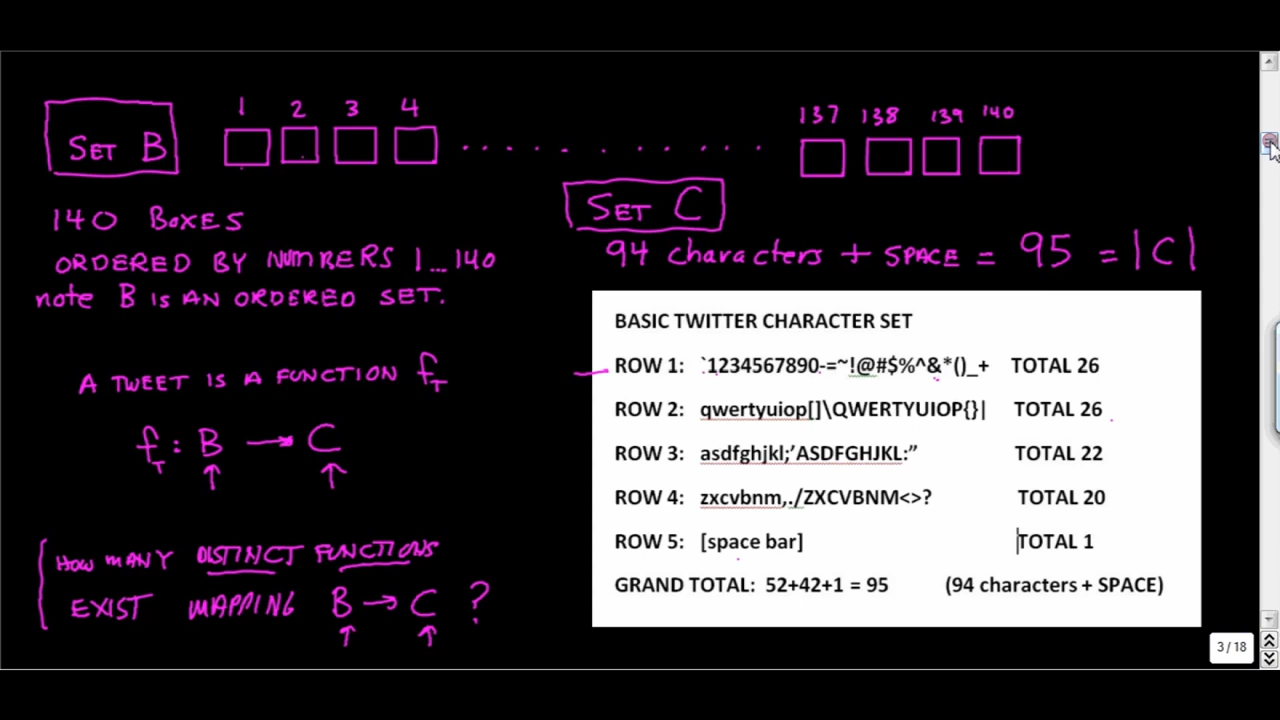 1 2 3 4 137 138 139 140
SET B
140 BOXES
ORDERED BY NUMBERS 1...140
note B IS AN ORDERED SET.
A TWEET IS A FUNCTION fT
fT : B → C
HOW MANY DISTINCT FUNCTIONS
EXIST MAPPING B → C ?
SET C
94 characters + SPACE = 95 = |C|
BASIC TWITTER CHARACTER SET
ROW 1: `1234567890-=~!@#$%^&*()_+ TOTAL 26
ROW 2: qwertyuiop[]\QWERTYUIOP{}| TOTAL 26
ROW 3: asdfghjkl;’ASDFGHJKL:” TOTAL 22
ROW 4: zxcvbnm,./ZXCVBNM<>? TOTAL 20
ROW 5: [space bar] TOTAL 1
GRAND TOTAL: 52+42+1 = 95 (94 characters + SPACE)
3 / 18